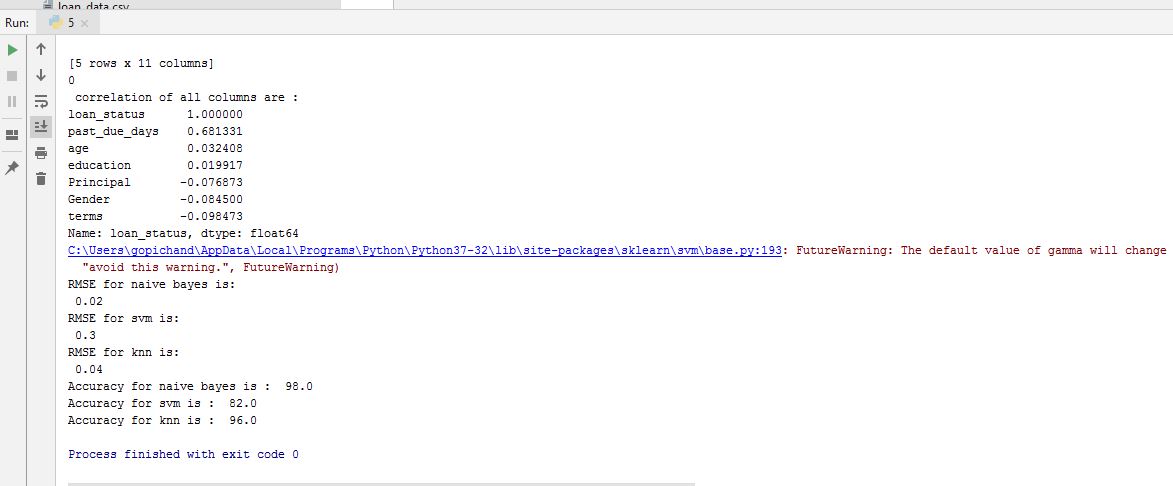 loan_data.csv
Run: 5
[5 rows x 11 columns]
0
correlation of all columns are :
loan_status 1.000000
past_due_days 0.681331
age 0.032408
education 0.019917
Principal -0.076873
Gender -0.084500
terms -0.098473
Name: loan_status, dtype: float64
C:\Users\gopichand\AppData\Local\Programs\Python\Python37-32\lib\site-packages\sklearn\svm\base.py:193: FutureWarning: The default value of gamma will change
"avoid this warning.", FutureWarning)
RMSE for naive bayes is:
0.02
RMSE for svm is:
0.3
RMSE for knn is:
0.04
Accuracy for naive bayes is : 98.0
Accuracy for svm is : 82.0
Accuracy for knn is : 96.0
Process finished with exit code 0